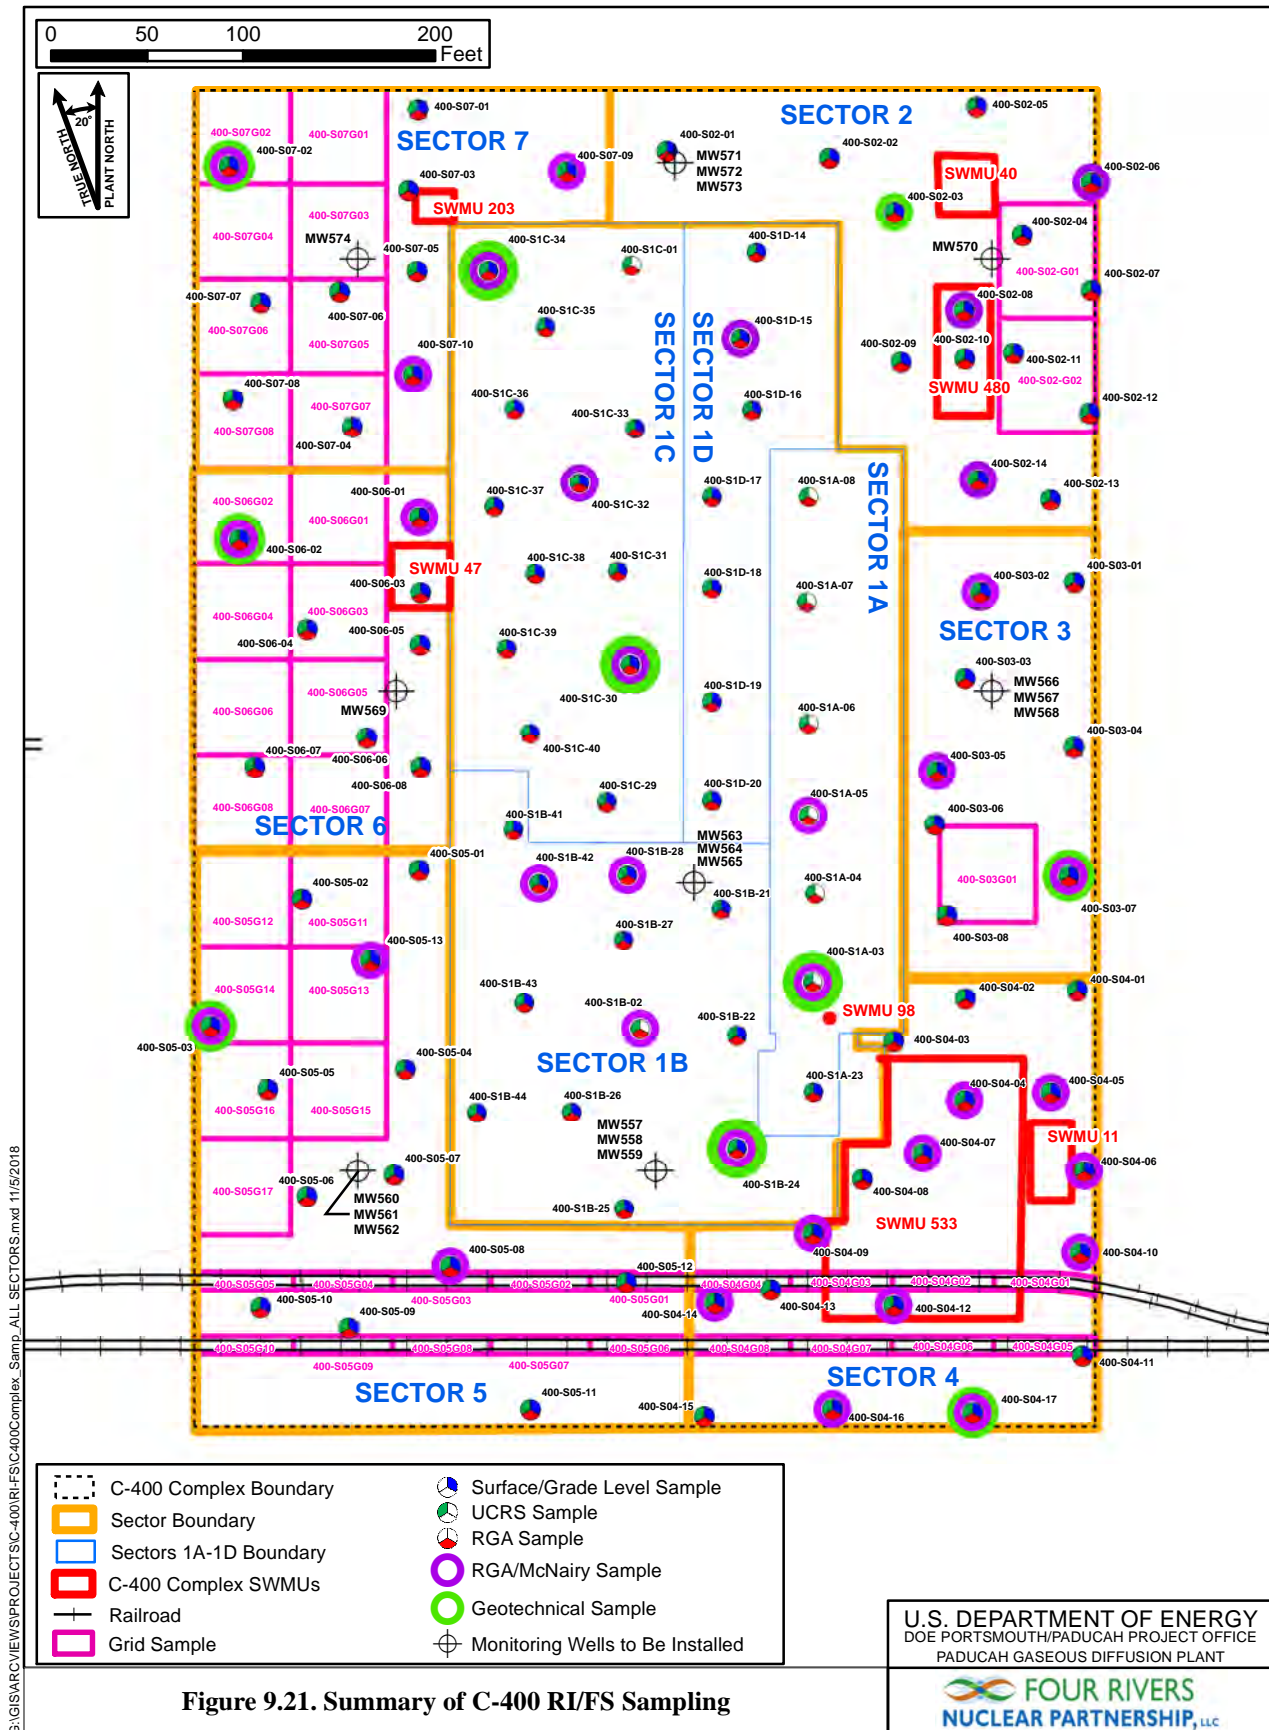 0 50 100 200
Feet
TRUE NORTH
20°
PLANT NORTH
400-S07-01
400-S02-05
SECTOR 2
400-S07G02
400-S07G01
SECTOR 7
400-S02-01
400-S02-02
400-S07-02
400-S07-09
MW571
MW572
MW573
400-S02-06
SWMU 40
400-S07-03
400-S02-03
SWMU 203
400-S07G03
400-S02-04
400-S07G04
MW574
400-S07-05
400-S1C-34
400-S1C-01
400-S1D-14
MW570
400-S02-G01
400-S02-07
400-S07-07
400-S07-06
400-S02-08
400-S1C-35
400-S1D-15
400-S07G06
400-S07G05
SECTOR 1C
SECTOR 1D
400-S02-09
400-S02-10
400-S02-11
400-S07-10
400-S02-G02
SWMU 480
400-S07-08
400-S1C-36
400-S1D-16
400-S02-12
400-S07G07
400-S1C-33
400-S07G08
400-S07-04
400-S02-14
SECTOR 1A
400-S1D-17
400-S1A-08
400-S02-13
400-S06G02
400-S06-01
400-S1C-37
400-S1C-32
400-S06G01
400-S06-02
400-S1C-38
400-S1C-31
SWMU 47
400-S1D-18
400-S1A-07
400-S03-02
400-S03-01
400-S06-03
400-S06G04
400-S06G03
400-S06-05
SECTOR 3
400-S06-04
400-S1C-39
400-S03-03
MW566
MW567
MW568
400-S06G05
400-S1C-30
400-S1D-19
400-S06G06
MW569
400-S1A-06
400-S1C-40
400-S03-04
400-S06-07
400-S06-06
400-S03-05
400-S06-08
400-S1C-29
400-S1D-20
400-S1A-05
400-S06G08
400-S06G07
400-S03-06
SECTOR 6
400-S1B-41
MW563
MW564
MW565
400-S05-01
400-S1B-42
400-S1B-28
400-S03G01
400-S05-02
400-S1B-21
400-S1A-04
400-S03-07
400-S05G12
400-S05G11
400-S1B-27
400-S03-08
400-S05-13
400-S1A-03
400-S05G14
400-S05G13
400-S1B-43
400-S04-02
400-S04-01
400-S1B-02
SWMU 98
400-S05-03
400-S1B-22
400-S04-03
SECTOR 1B
400-S05-04
400-S05-05
400-S1A-23
400-S04-04
400-S04-05
400-S05G16
400-S05G15
400-S1B-44
400-S1B-26
MW557
MW558
MW559
SWMU 11
400-S04-07
400-S05-07
400-S04-06
400-S05-06
400-S1B-24
400-S04-08
400-S05G17
MW560
MW561
MW562
400-S1B-25
SWMU 533
400-S05-08
400-S04-09
400-S04-10
400-S05-12
400-S05G05
400-S05G04
400-S05G02
400-S04G04
400-S04G03
400-S04G02
400-S04G01
400-S05-10
400-S05G03
400-S05G01
400-S05-09
400-S04-14
400-S04-13
400-S04-12
400-S05G10
400-S05G08
400-S05G06
400-S04G08
400-S04G07
400-S04G06
400-S04G05
400-S05G09
400-S05G07
400-S04-11
SECTOR 5
SECTOR 4
400-S05-11
400-S04-15
400-S04-16
400-S04-17
C-400 Complex Boundary
Sector Boundary
Sectors 1A-1D Boundary
C-400 Complex SWMUs
Railroad
Grid Sample
Surface/Grade Level Sample
UCRS Sample
RGA Sample
RGA/McNairy Sample
Geotechnical Sample
Monitoring Wells to Be Installed
U.S. DEPARTMENT OF ENERGY
DOE PORTSMOUTH/PADUCAH PROJECT OFFICE
PADUCAH GASEOUS DIFFUSION PLANT
FOUR RIVERS
NUCLEAR PARTNERSHIP, LLC
Figure 9.21. Summary of C-400 RI/FS Sampling
G:\GIS\ARCVIEWS\PROJECTS\C-400\RI-FS\C400Complex_Samp_ALL SECTORS.mxd 11/5/2018